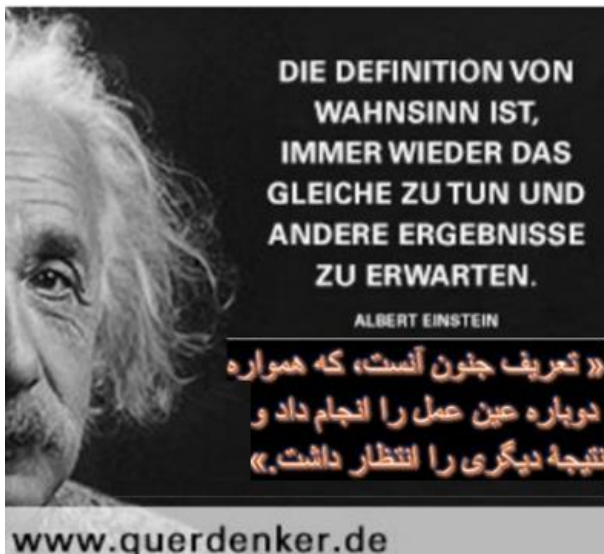 DIE DEFINITION VON
WAHNSINN IST,
IMMER WIEDER DAS
GLEICHE ZU TUN UND
ANDERE ERGEBNISSE
ZU ERWARTEN.
ALBERT EINSTEIN
« تعریف جنون آنست، که همواره
دوباره عین عمل را انجام داد و
نتیجۀ دیگری را انتظار داشت.»
www.querdenker.de